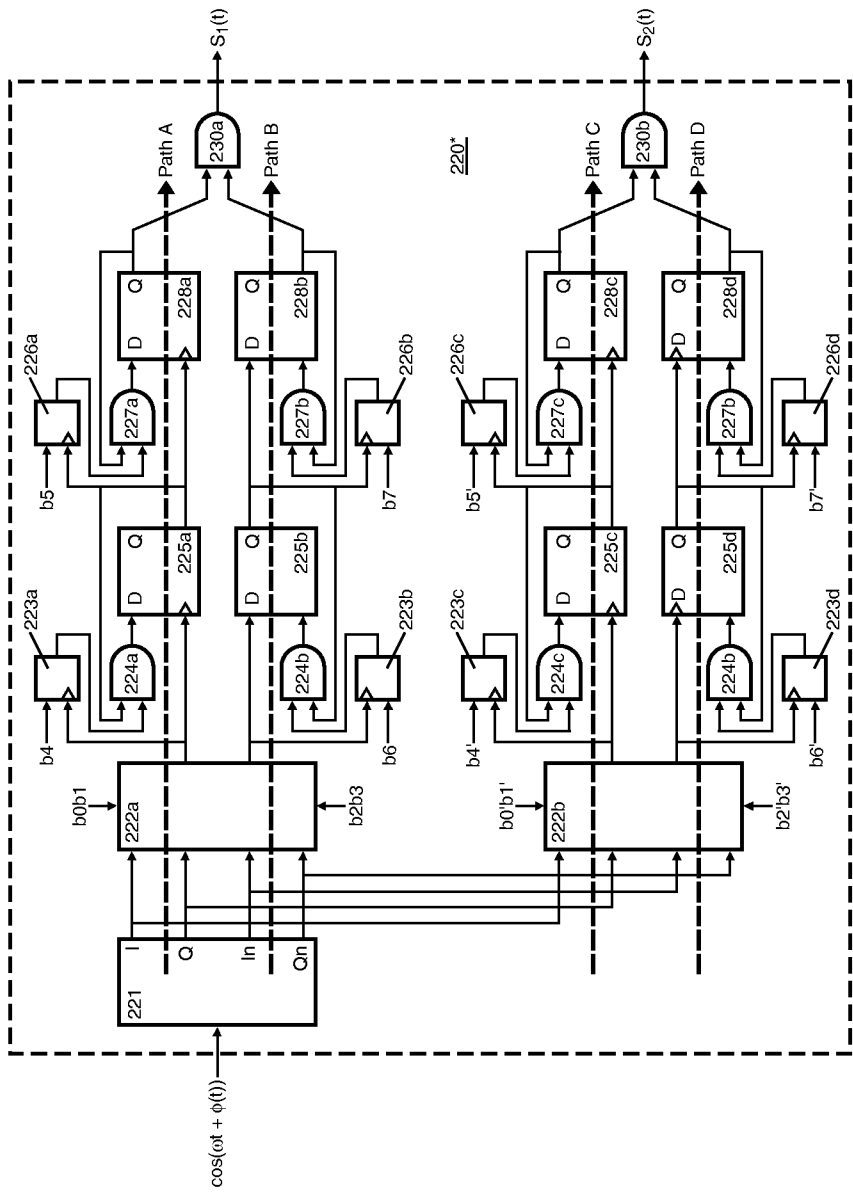 cos(ωt + ϕ(t))
221
I
Q
In
Qn
222a
b0b1
b2b3
b4
223a
224a
D
Q
225a
b5
226a
227a
D
Q
228a
Path A
230a
S1(t)
b6
223b
224b
D
Q
225b
b7
226b
227b
D
Q
228b
Path B
220*
222b
b0'b1'
b2'b3'
b4'
223c
224c
D
Q
225c
b5'
226c
227c
D
Q
228c
Path C
230b
S2(t)
b6'
223d
224b
D
Q
225d
b7'
226d
227b
D
Q
228d
Path D